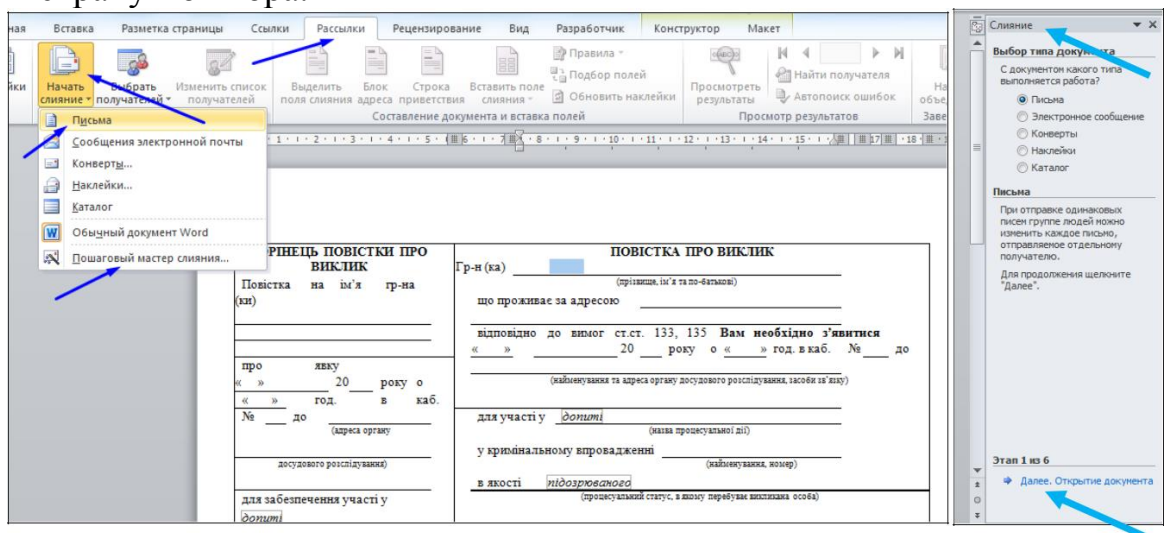 ная Вставка Разметка страницы Ссылки Рассылки Рецензирование Вид Разработчик Конструктор Макет
Начать слияние
Выбрать получателей
Изменить список получателей
Выделить поля слияния
Блок адреса
Строка приветствия
Вставить поле слияния
Правила
Подбор полей
Обновить наклейки
Просмотреть результаты
Найти получателя
Автопоиск ошибок
Составление документа и вставка полей
Просмотр результатов
Заве
Письма
Сообщения электронной почты
Конверты...
Наклейки...
Каталог
Обычный документ Word
Пошаговый мастер слияния...
РІНЕЦЬ ПОВІСТКИ ПРО
ВИКЛИК
Повістка на ім'я гр-на
(ки)
про явку
« » 20 року о
« » год. в каб.
№ до
(адреса органу
досудового розслідування)
для забезпечення участі у
допиті
ПОВІСТКА ПРО ВИКЛИК
Гр-н (ка)
(прізвище, ім'я та по-батькові)
що проживає за адресою
відповідно до вимог ст.ст. 133, 135 Вам необхідно з’явитися
« » 20 року о « » год. в каб. № до
(найменування та адреса органу досудового розслідування, засоби зв'язку)
для участі у допиті
(назва процесуальної дії)
у кримінальному впровадженні
(найменування, номер)
в якості підозрюваного
(процесуальний статус, в якому перебуває викликана особа)
Слияние
Выбор типа документа
С документом какого типа
выполняется работа?
Письма
Электронное сообщение
Конверты
Наклейки
Каталог
Письма
При отправке одинаковых
писем группе людей можно
изменить каждое письмо,
отправляемое отдельному
получателю.
Для продолжения щелкните
"Далее".
Этап 1 из 6
Далее. Открытие документа